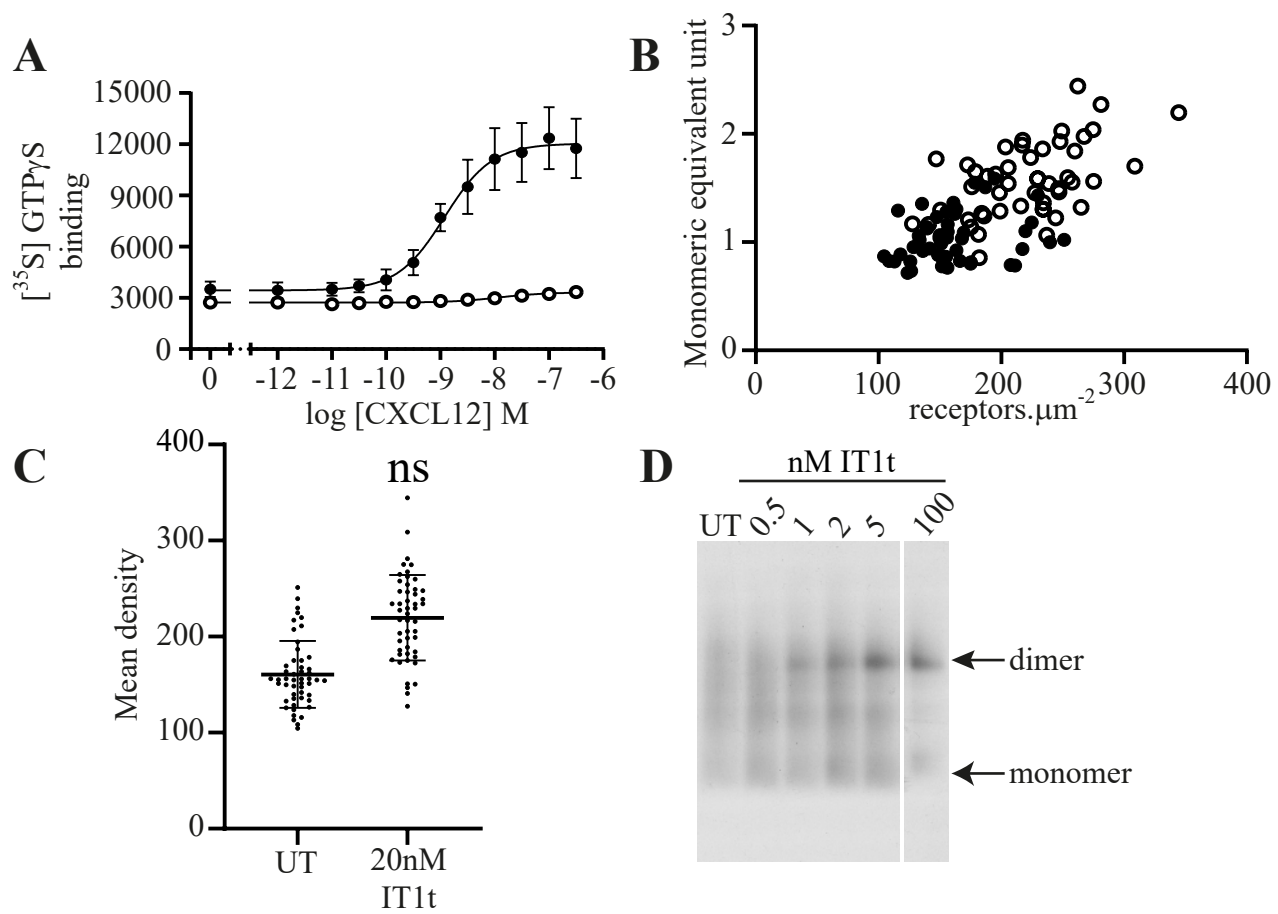 A
[³⁵S] GTPγS
binding
15000
12000
9000
6000
3000
0
0 -12 -11 -10 -9 -8 -7 -6
log [CXCL12] M
B
Monomeric equivalent unit
3
2
1
0
0 100 200 300 400
receptors.μm⁻²
C
Mean density
400
300
200
100
0
ns
UT 20nM
IT1t
D
nM IT1t
UT 0.5 1 2 5 100
dimer
monomer